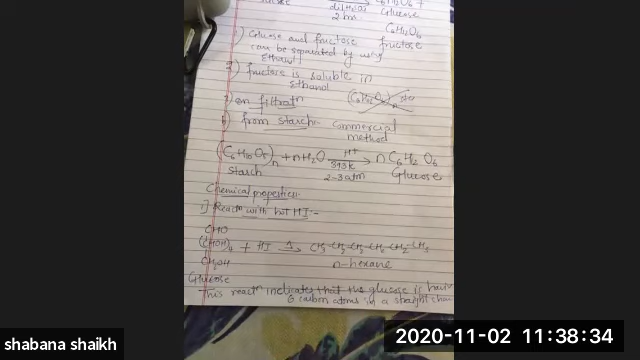 C6H12O6 +
dil H2SO4 Glucose
2 hrs C6H12O6
1) Glucose and fructose fructose
can be separated by using
Ethanol
2) fructose is soluble in
Ethanol
3) on filtratn
b) from starch:- commercial
method
(C6H10O5)n + nH2O H+ → n C6H12O6
starch 393K Glucose
2-3 atm
Chemical properties:-
1] Reactn with hot HI:-
CHO
(CHOH)4 + HI Δ→ CH3-CH2-CH2-CH2-CH2-CH3
CH2OH n-hexane
Glucose
This reactn indicates that the glucose is
6 carbon atoms in a straight
shabana shaikh
2020-11-02 11:38:34